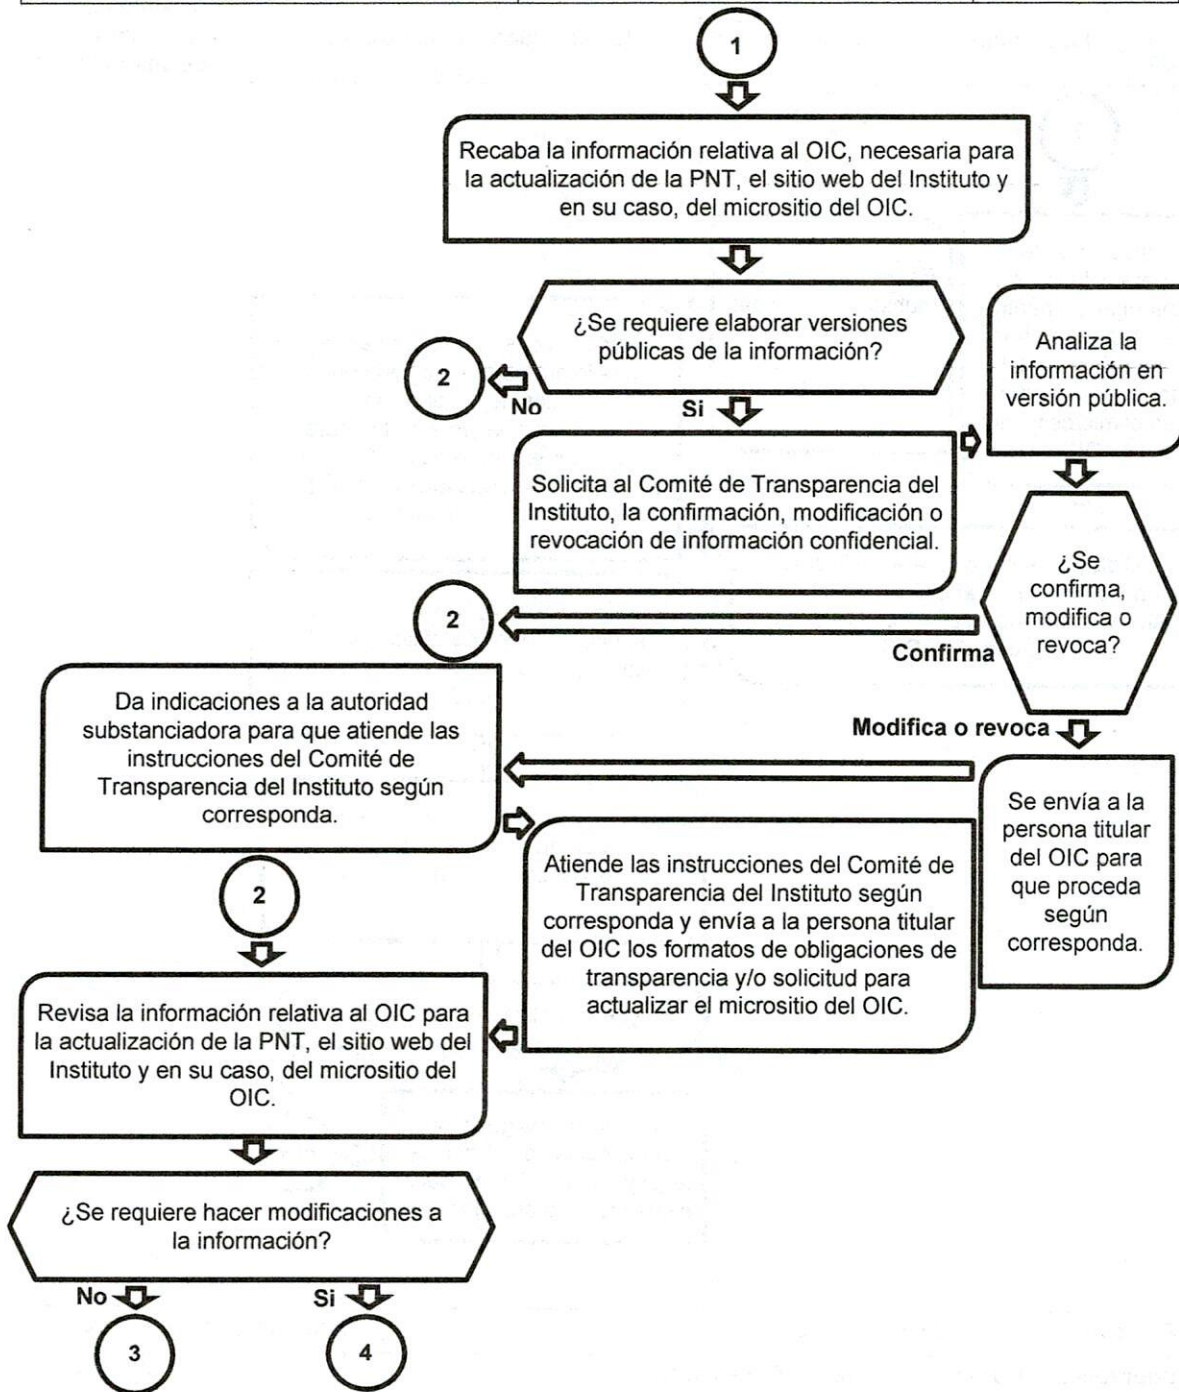 1
Recaba la información relativa al OIC, necesaria para
la actualización de la PNT, el sitio web del Instituto y
en su caso, del micrositio del OIC.
¿Se requiere elaborar versiones
públicas de la información?
2
No
Si
Analiza la
información en
versión pública.
Solicita al Comité de Transparencia del
Instituto, la confirmación, modificación o
revocación de información confidencial.
¿Se
confirma,
modifica o
revoca?
2
Confirma
Modifica o revoca
Da indicaciones a la autoridad
substanciadora para que atiende las
instrucciones del Comité de
Transparencia del Instituto según
corresponda.
Se envía a la
persona titular
del OIC para
que proceda
según
corresponda.
Atiende las instrucciones del Comité de
Transparencia del Instituto según
corresponda y envía a la persona titular
del OIC los formatos de obligaciones de
transparencia y/o solicitud para
actualizar el micrositio del OIC.
2
Revisa la información relativa al OIC para
la actualización de la PNT, el sitio web del
Instituto y en su caso, del micrositio del
OIC.
¿Se requiere hacer modificaciones a
la información?
No
Si
3
4